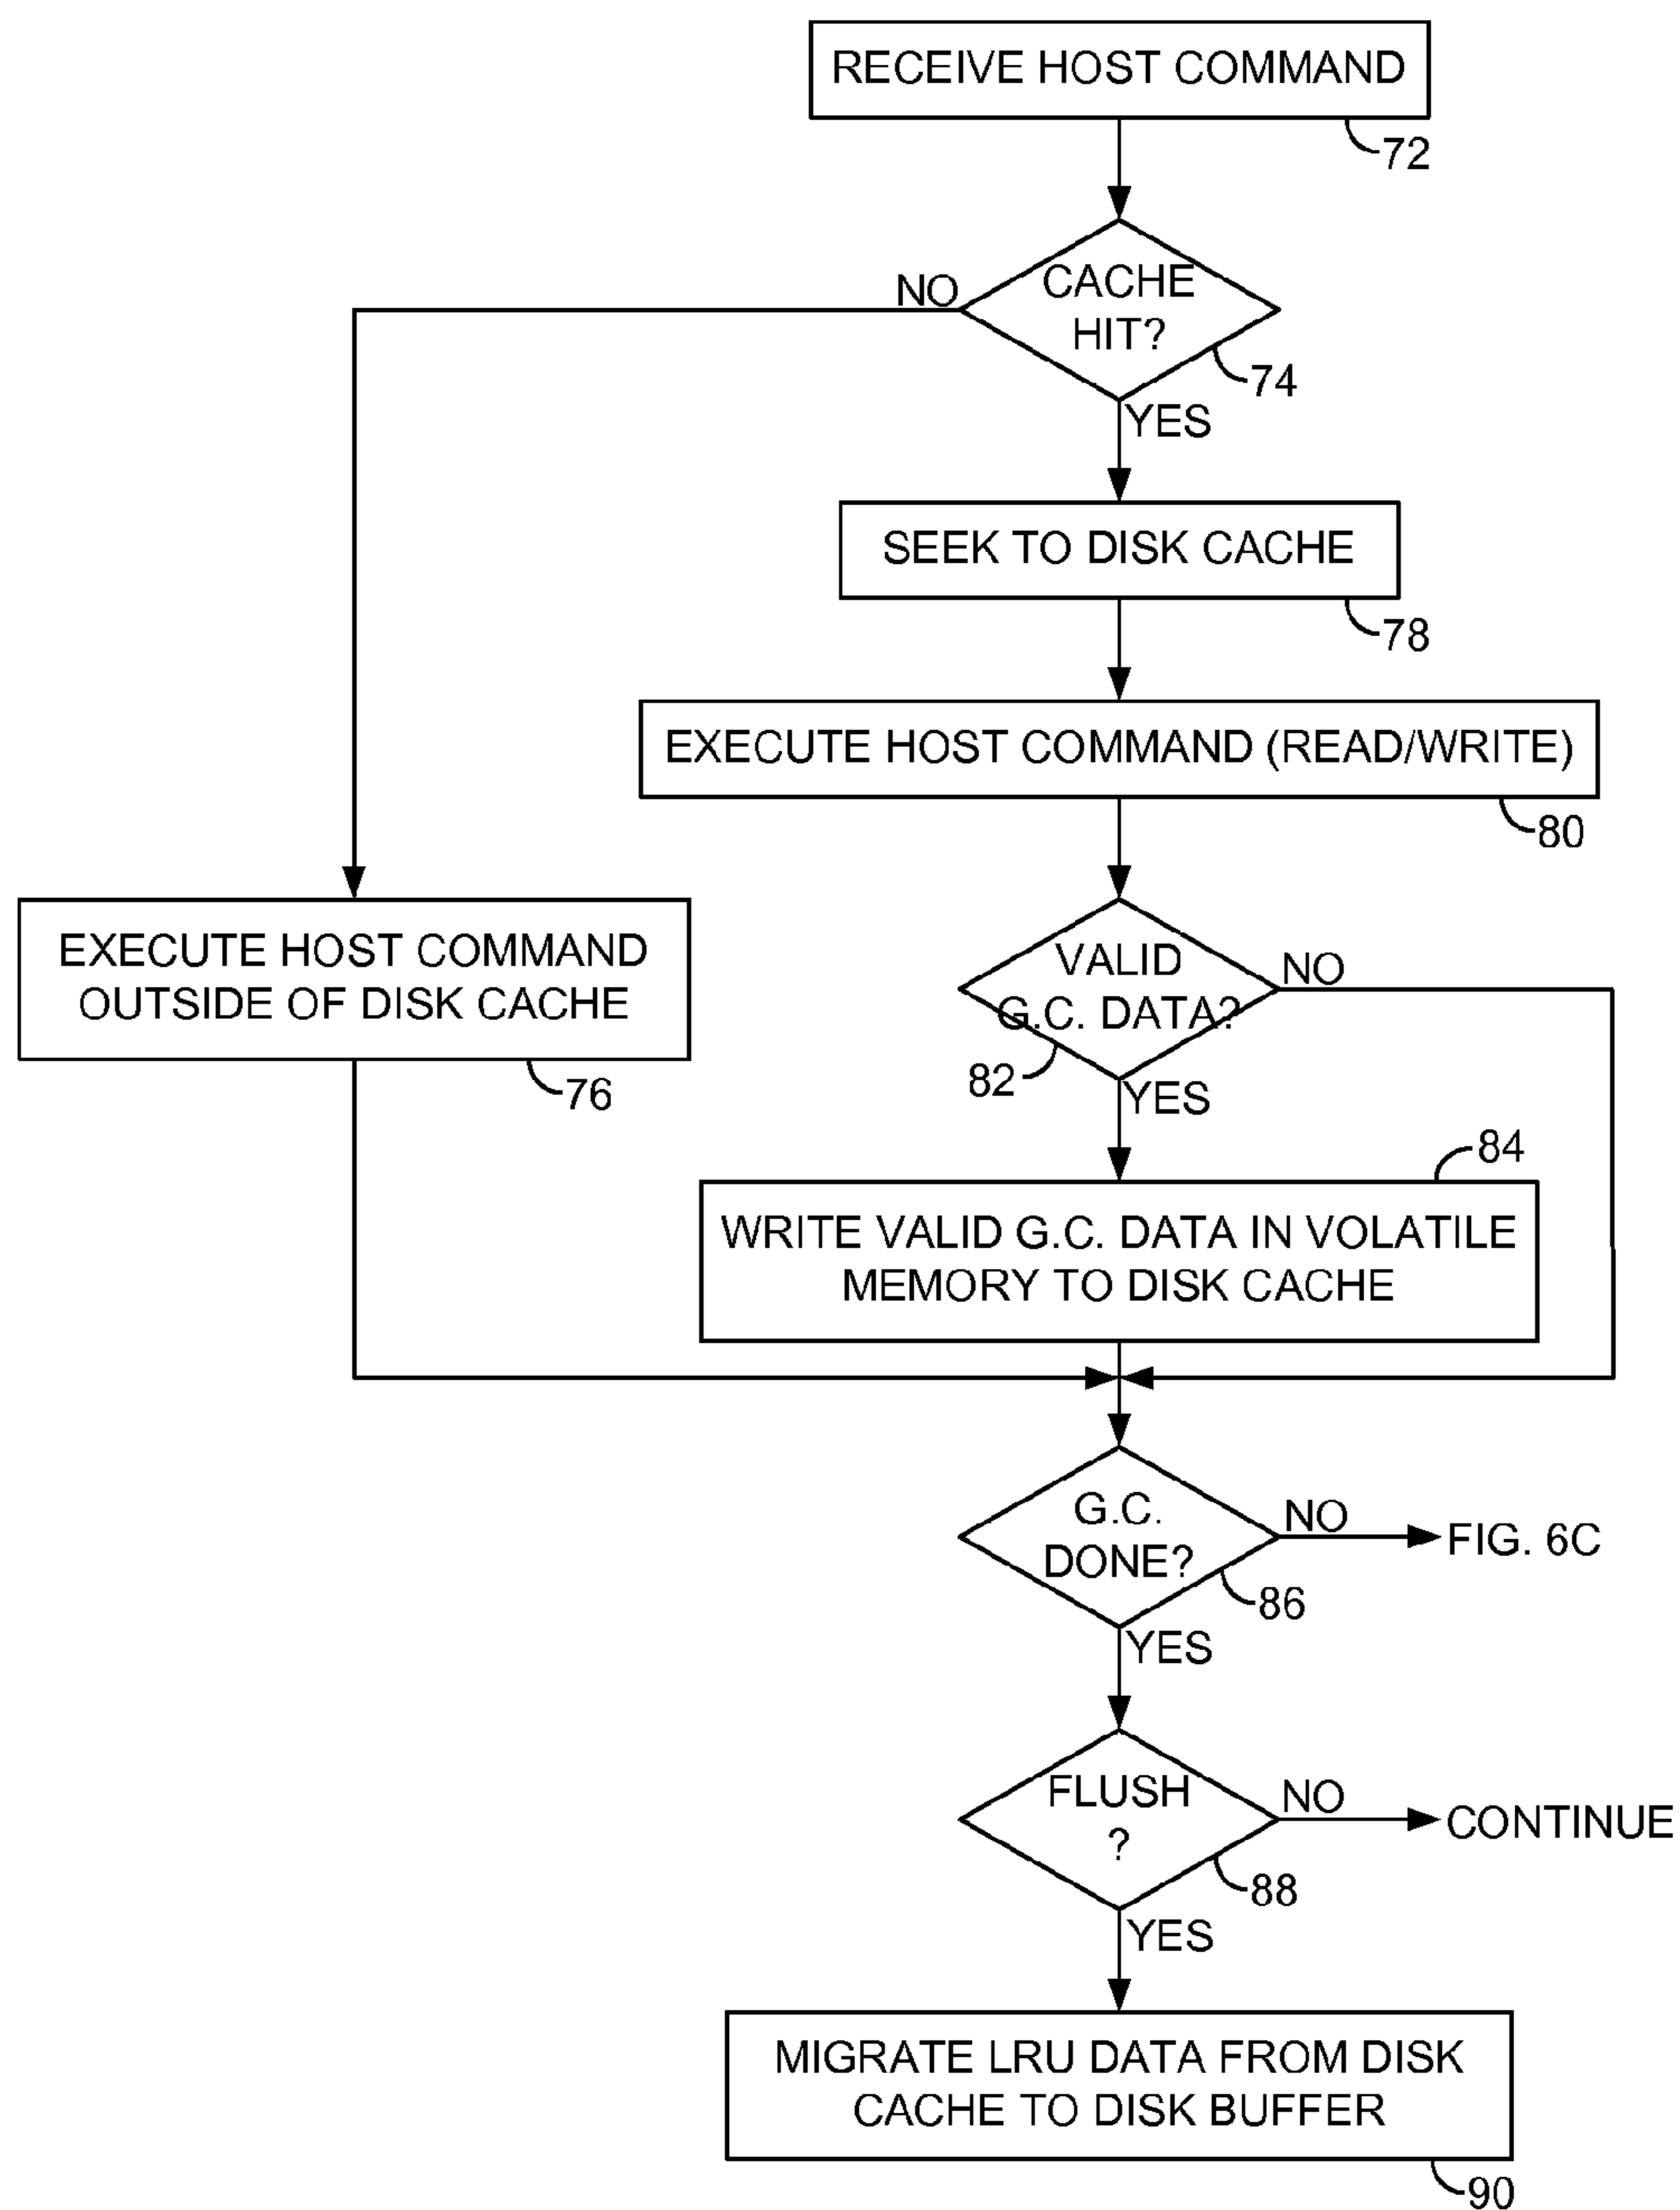 RECEIVE HOST COMMAND
72
CACHE
HIT?
NO
74
YES
SEEK TO DISK CACHE
78
EXECUTE HOST COMMAND (READ/WRITE)
80
EXECUTE HOST COMMAND
OUTSIDE OF DISK CACHE
76
VALID
G.C. DATA?
NO
82
YES
84
WRITE VALID G.C. DATA IN VOLATILE
MEMORY TO DISK CACHE
G.C.
DONE?
NO
FIG. 6C
86
YES
FLUSH
?
NO
CONTINUE
88
YES
MIGRATE LRU DATA FROM DISK
CACHE TO DISK BUFFER
90